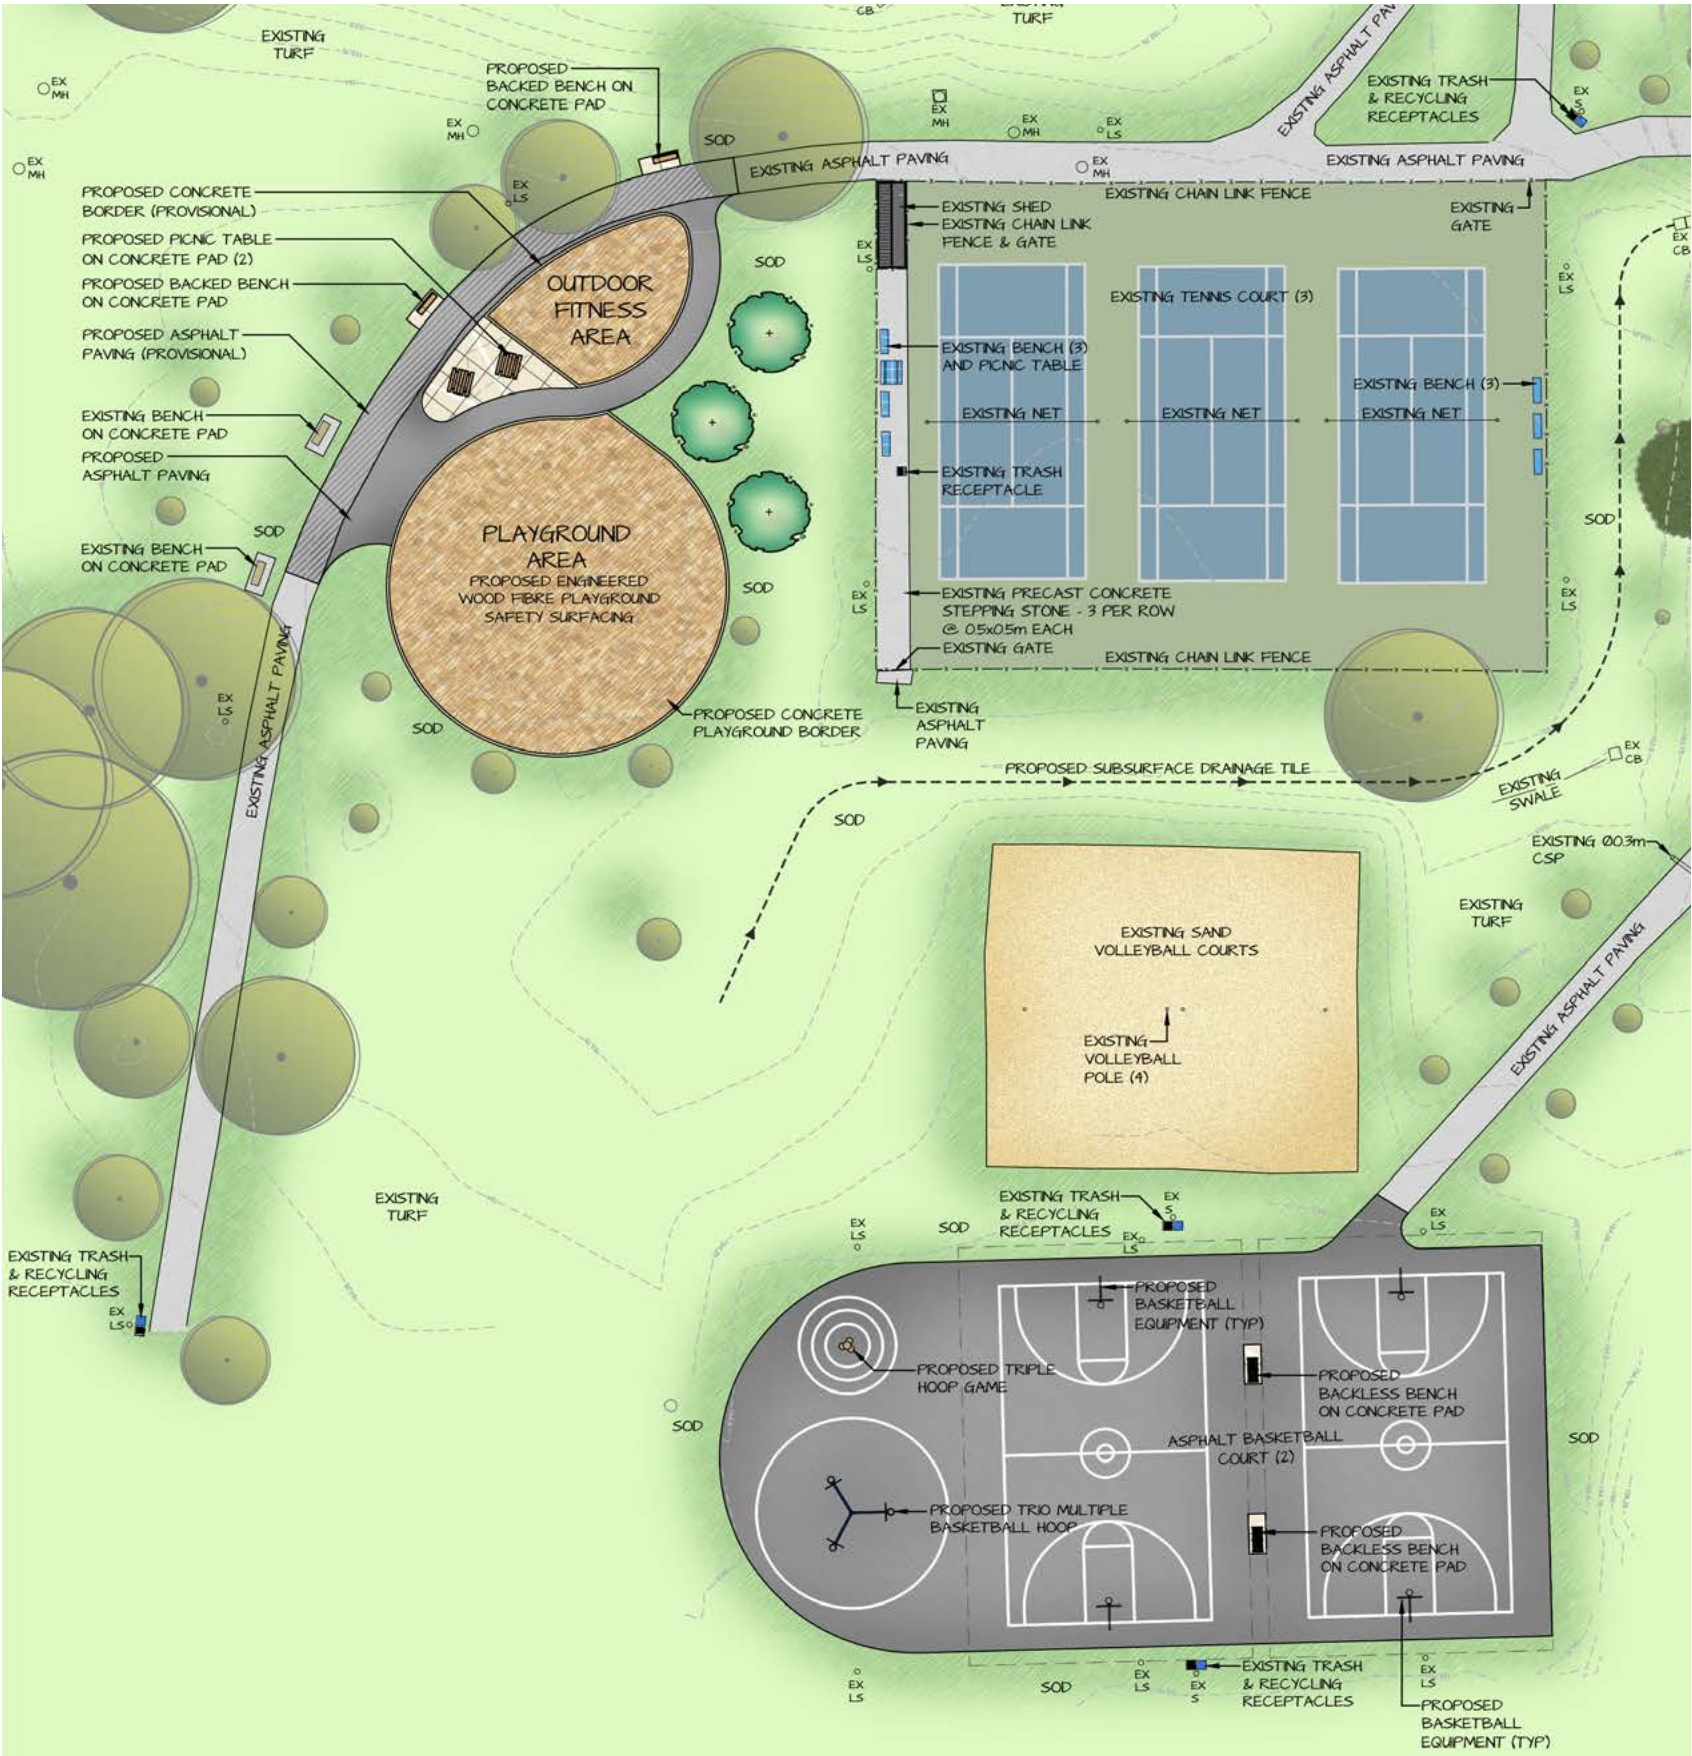 CB
EXISTING
TURF
EXISTING
TURF
EX
MH
PROPOSED
BACKED BENCH ON
CONCRETE PAD
EX
MH
SOD
EX
MH
EX
MH
EX
LS
EXISTING ASPHALT PAV
EXISTING TRASH
& RECYCLING
RECEPTACLES
EX
S
EX
MH
EXISTING ASPHALT PAVING
EX
MH
EXISTING ASPHALT PAVING
PROPOSED CONCRETE
BORDER (PROVISIONAL)
EX
LS
PROPOSED PICNIC TABLE
ON CONCRETE PAD (2)
PROPOSED BACKED BENCH
ON CONCRETE PAD
PROPOSED ASPHALT
PAVING (PROVISIONAL)
EXISTING BENCH
ON CONCRETE PAD
PROPOSED
ASPHALT PAVING
SOD
EXISTING BENCH
ON CONCRETE PAD
OUTDOOR
FITNESS
AREA
SOD
EXISTING CHAIN LINK FENCE
EXISTING SHED
EXISTING CHAIN LINK
FENCE & GATE
EXISTING
GATE
EX
LS
EX
CB
EX
LS
EXISTING TENNIS COURT (3)
EXISTING BENCH (3)
AND PICNIC TABLE
EXISTING BENCH (3)
EXISTING NET
EXISTING NET
EXISTING NET
EXISTING TRASH
RECEPTACLE
SOD
PLAYGROUND
AREA
PROPOSED ENGINEERED
WOOD FIBRE PLAYGROUND
SAFETY SURFACING
SOD
EX
LS
EX
LS
EXISTING PRECAST CONCRETE
STEPPING STONE - 3 PER ROW
@ 0.5x0.5m EACH
EXISTING GATE
EXISTING CHAIN LINK FENCE
EXISTING ASPHALT PAVING
EX
LS
SOD
PROPOSED CONCRETE
PLAYGROUND BORDER
EXISTING
ASPHALT
PAVING
PROPOSED SUBSURFACE DRAINAGE TILE
EX
CB
EXISTING
SWALE
SOD
EXISTING Ø0.3m
CSP
EXISTING
TURF
EXISTING SAND
VOLLEYBALL COURTS
EXISTING ASPHALT PAVING
EXISTING
VOLLEYBALL
POLE (4)
EXISTING
TURF
EXISTING TRASH
& RECYCLING
RECEPTACLES
EX
S
EX
LS
EX
LS
SOD
EX
LS
EXISTING TRASH
& RECYCLING
RECEPTACLES
EX
LS
PROPOSED
BASKETBALL
EQUIPMENT (TYP)
PROPOSED TRIPLE
HOOP GAME
PROPOSED
BACKLESS BENCH
ON CONCRETE PAD
SOD
ASPHALT BASKETBALL
COURT (2)
SOD
PROPOSED TRIO MULTIPLE
BASKETBALL HOOP
PROPOSED
BACKLESS BENCH
ON CONCRETE PAD
EX
LS
SOD
EX
LS
EX
S
EXISTING TRASH
& RECYCLING
RECEPTACLES
EX
LS
PROPOSED
BASKETBALL
EQUIPMENT (TYP)